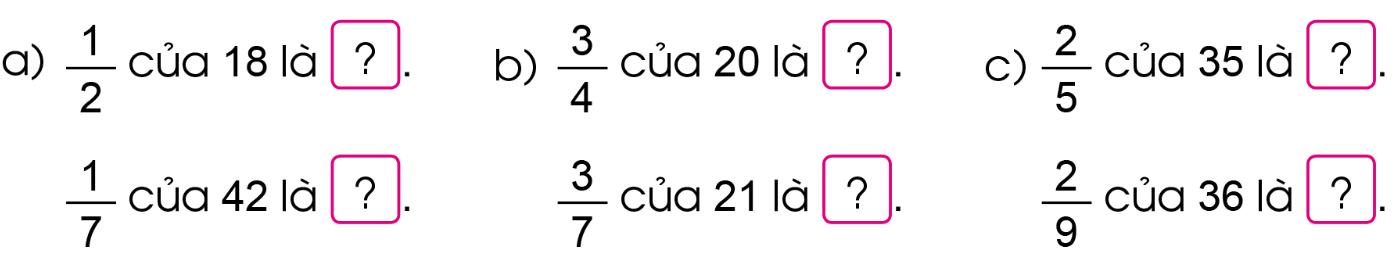 a) 1/2 của 18 là ? . b) 3/4 của 20 là ? . c) 2/5 của 35 là ? .
1/7 của 42 là ? . 3/7 của 21 là ? . 2/9 của 36 là ? .